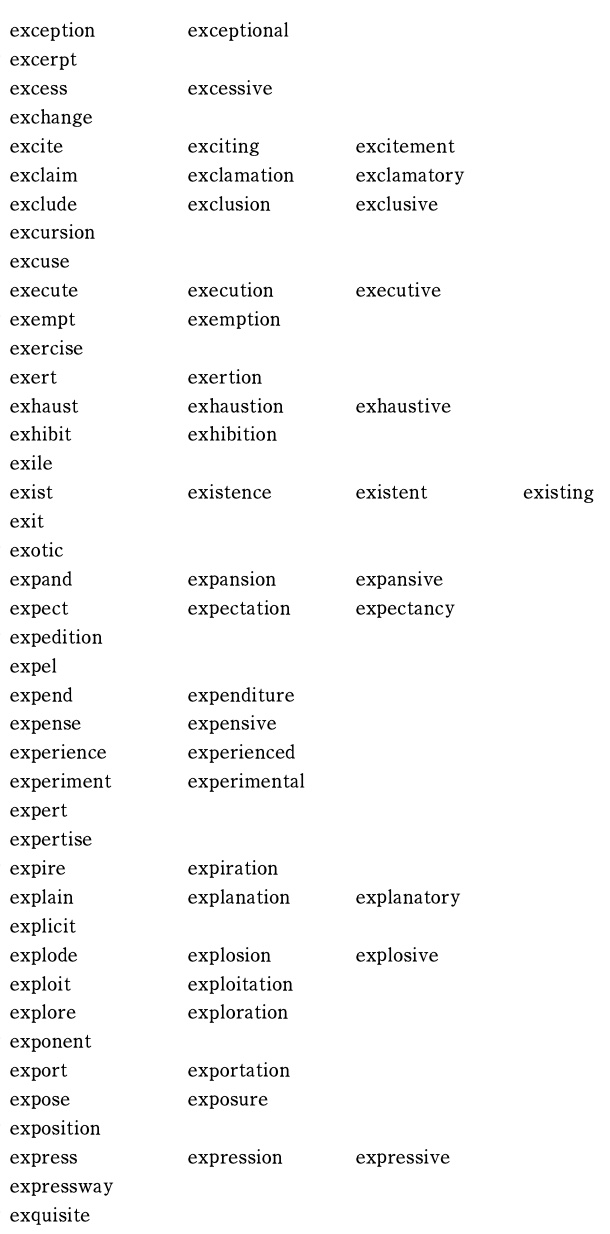 exception exceptional
excerpt
excess excessive
exchange
excite exciting excitement
exclaim exclamation exclamatory
exclude exclusion exclusive
excursion
excuse
execute execution executive
exempt exemption
exercise
exert exertion
exhaust exhaustion exhaustive
exhibit exhibition
exile
exist existence existent existing
exit
exotic
expand expansion expansive
expect expectation expectancy
expedition
expel
expend expenditure
expense expensive
experience experienced
experiment experimental
expert
expertise
expire expiration
explain explanation explanatory
explicit
explode explosion explosive
exploit exploitation
explore exploration
exponent
export exportation
expose exposure
exposition
express expression expressive
expressway
exquisite